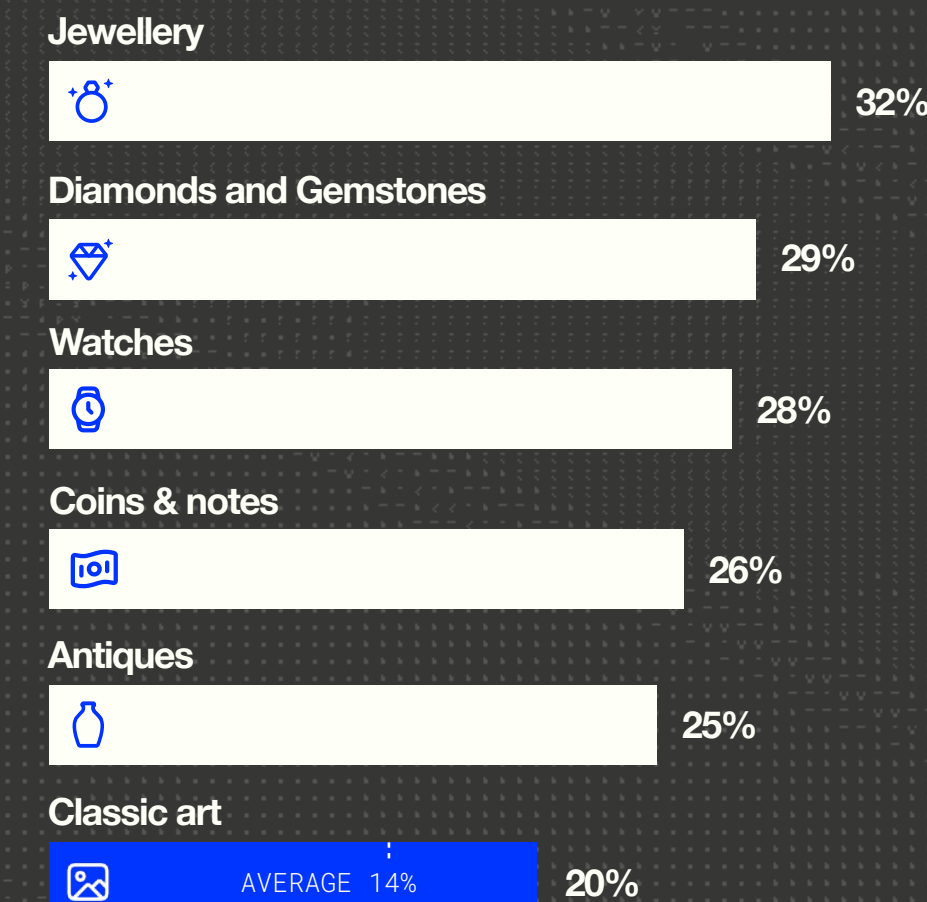 Jewellery
32%
Diamonds and Gemstones
29%
Watches
28%
Coins & notes
26%
Antiques
25%
Classic art
AVERAGE 14%
20%